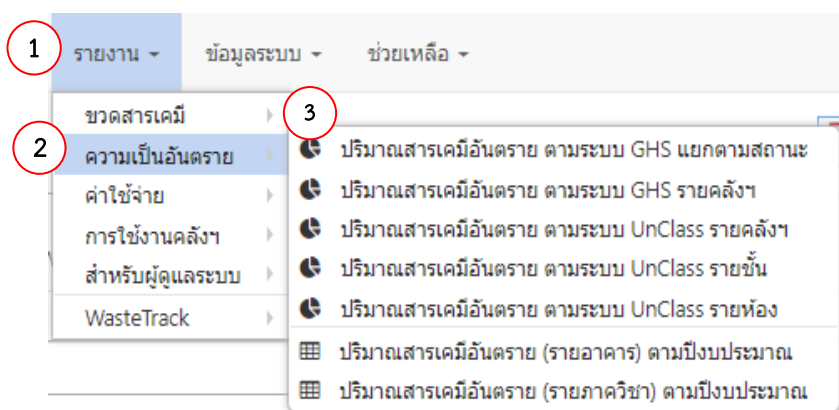 1 รายงาน ข้อมูลระบบ ช่วยเหลือ
ขวดสารเคมี 3
2 ความเป็นอันตราย
ค่าใช้จ่าย
การใช้งานคลังฯ
สำหรับผู้ดูแลระบบ
WasteTrack
ปริมาณสารเคมีอันตราย ตามระบบ GHS แยกตามสถานะ
ปริมาณสารเคมีอันตราย ตามระบบ GHS รายคลังฯ
ปริมาณสารเคมีอันตราย ตามระบบ UnClass รายคลังฯ
ปริมาณสารเคมีอันตราย ตามระบบ UnClass รายชั้น
ปริมาณสารเคมีอันตราย ตามระบบ UnClass รายห้อง
ปริมาณสารเคมีอันตราย (รายอาคาร) ตามปีงบประมาณ
ปริมาณสารเคมีอันตราย (รายภาควิชา) ตามปีงบประมาณ